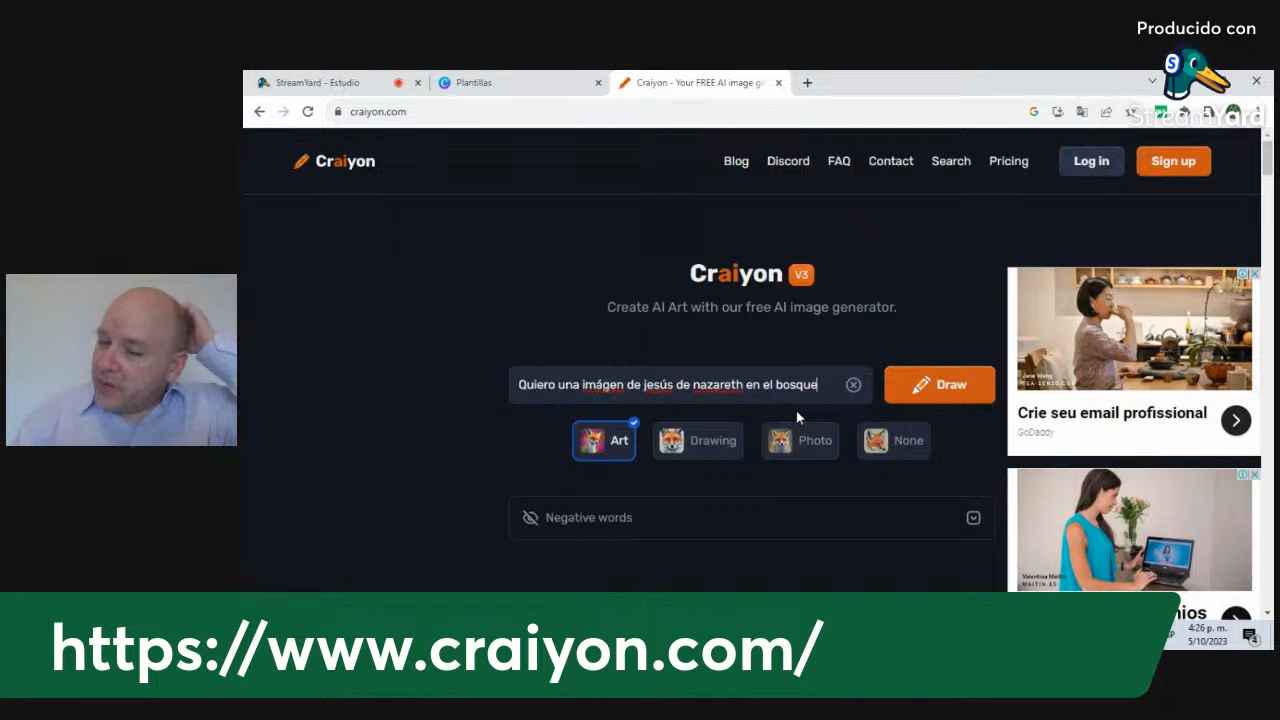 Producido con
StreamYard
StreamYard - Estudio
Plantillas
Craiyon - Your FREE AI image ge
craiyon.com
Craiyon
Blog
Discord
FAQ
Contact
Search
Pricing
Log in
Sign up
Craiyon V3
Create AI Art with our free AI image generator.
Quiero una imágen de jesús de nazareth en el bosque
Draw
Art
Drawing
Photo
None
Negative words
Crie seu email profissional
GoDaddy
4:26 p. m.
5/10/2023
4
https://www.craiyon.com/